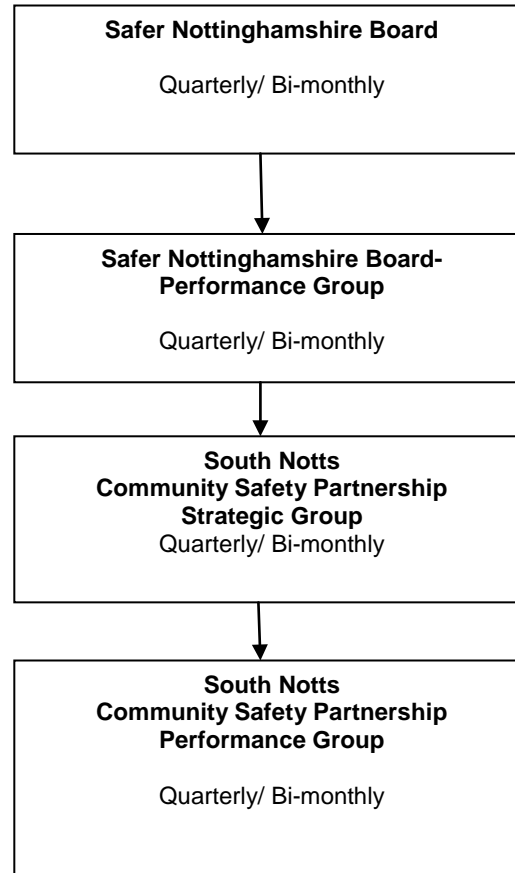 Safer Nottinghamshire Board
Quarterly/ Bi-monthly
Safer Nottinghamshire Board-
Performance Group
Quarterly/ Bi-monthly
South Notts
Community Safety Partnership
Strategic Group
Quarterly/ Bi-monthly
South Notts
Community Safety Partnership
Performance Group
Quarterly/ Bi-monthly